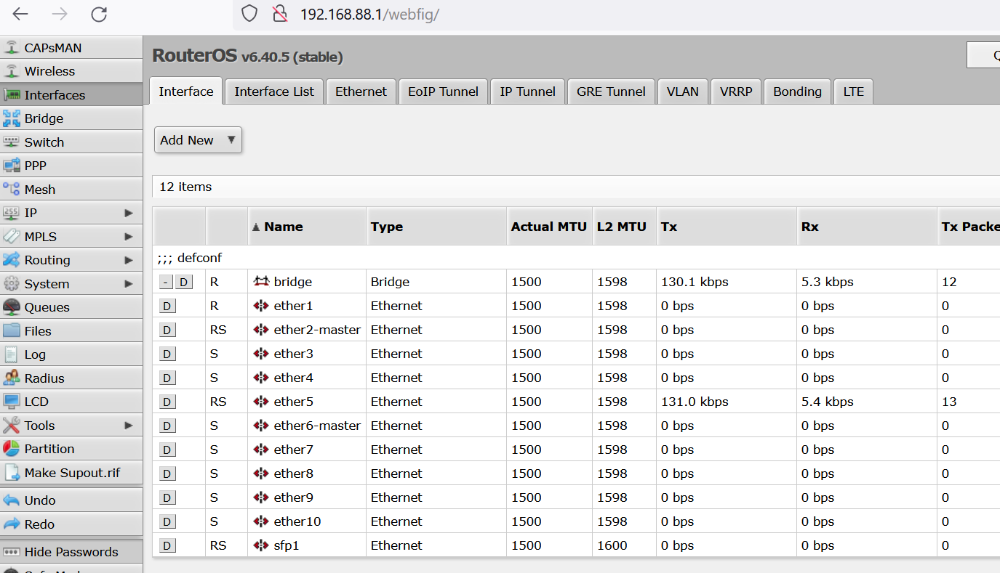 192.168.88.1/webfig/
CAPsMAN
Wireless
Interfaces
Bridge
Switch
PPP
Mesh
IP
MPLS
Routing
System
Queues
Files
Log
Radius
LCD
Tools
Partition
Make Supout.rif
Undo
Redo
Hide Passwords
RouterOS v6.40.5 (stable)
Interface Interface List Ethernet EoIP Tunnel IP Tunnel GRE Tunnel VLAN VRRP Bonding LTE
Add New ▼
12 items
▲ Name Type Actual MTU L2 MTU Tx Rx Tx Packe
;;; defconf
- D R bridge Bridge 1500 1598 130.1 kbps 5.3 kbps 12
D R ether1 Ethernet 1500 1598 0 bps 0 bps 0
D RS ether2-master Ethernet 1500 1598 0 bps 0 bps 0
D S ether3 Ethernet 1500 1598 0 bps 0 bps 0
D S ether4 Ethernet 1500 1598 0 bps 0 bps 0
D RS ether5 Ethernet 1500 1598 131.0 kbps 5.4 kbps 13
D S ether6-master Ethernet 1500 1598 0 bps 0 bps 0
D S ether7 Ethernet 1500 1598 0 bps 0 bps 0
D S ether8 Ethernet 1500 1598 0 bps 0 bps 0
D S ether9 Ethernet 1500 1598 0 bps 0 bps 0
D S ether10 Ethernet 1500 1598 0 bps 0 bps 0
D RS sfp1 Ethernet 1500 1600 0 bps 0 bps 0